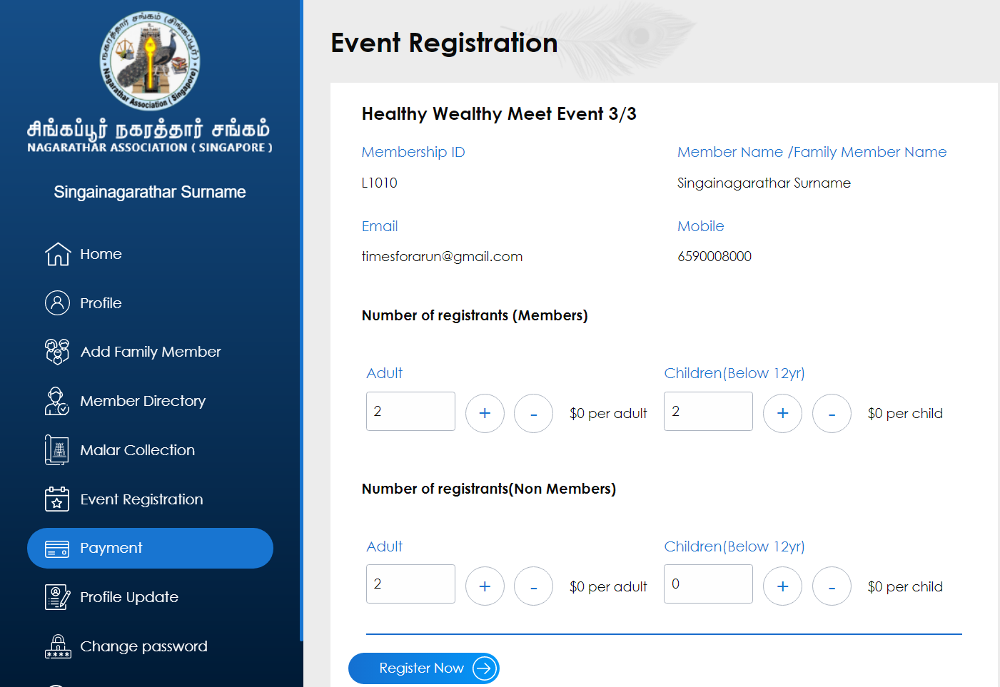 நகரத்தார் சங்கம் (சிங்கப்பூர்)
Nagarathar Association (Singapore)
சிங்கப்பூர் நகரத்தார் சங்கம்
NAGARATHAR ASSOCIATION ( SINGAPORE )
Singainagarathar Surname
Home
Profile
Add Family Member
Member Directory
Malar Collection
Event Registration
Payment
Profile Update
Change password
Event Registration
Healthy Wealthy Meet Event 3/3
Membership ID Member Name /Family Member Name
L1010 Singainagarathar Surname
Email Mobile
timesforarun@gmail.com 6590008000
Number of registrants (Members)
Adult Children(Below 12yr)
2 + - $0 per adult 2 + - $0 per child
Number of registrants(Non Members)
Adult Children(Below 12yr)
2 + - $0 per adult 0 + - $0 per child
Register Now